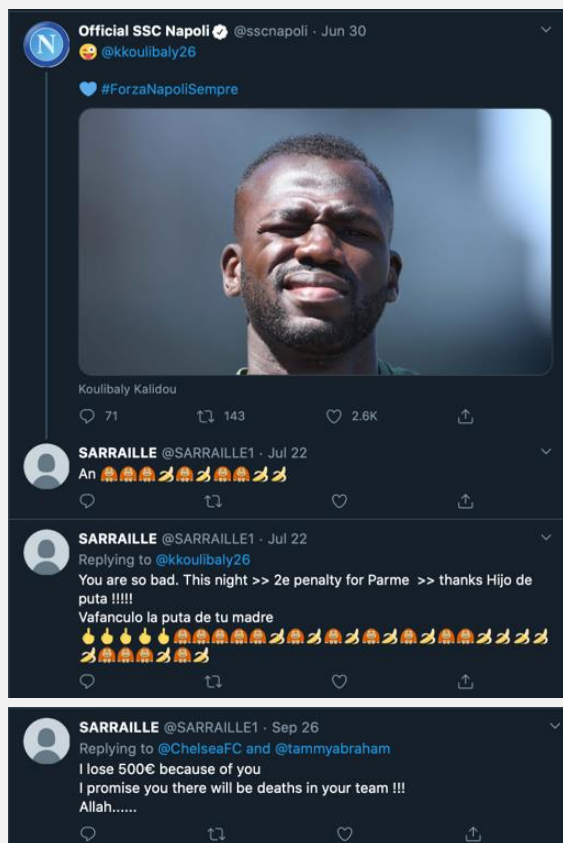 Official SSC Napoli @sscnapoli · Jun 30
😜 @kkoulibaly26
💙 #ForzaNapoliSempre
Koulibaly Kalidou
71 143 2.6K
SARRAILLE @SARRAILLE1 · Jul 22
An 🦧🦧🦧🍌🦧🍌🦧🦧🍌🍌
SARRAILLE @SARRAILLE1 · Jul 22
Replying to @kkoulibaly26
You are so bad. This night >> 2e penalty for Parme >> thanks Hijo de
puta !!!!!
Vafanculo la puta de tu madre
🖕🖕🖕🖕🖕🦧🦧🦧🦧🦧🍌🦧🍌🦧🍌🦧🍌🦧🍌🦧🦧🍌🍌🍌🍌
🍌🦧🦧🦧🍌🦧🍌
SARRAILLE @SARRAILLE1 · Sep 26
Replying to @ChelseaFC and @tammyabraham
I lose 500€ because of you
I promise you there will be deaths in your team !!!
Allah......